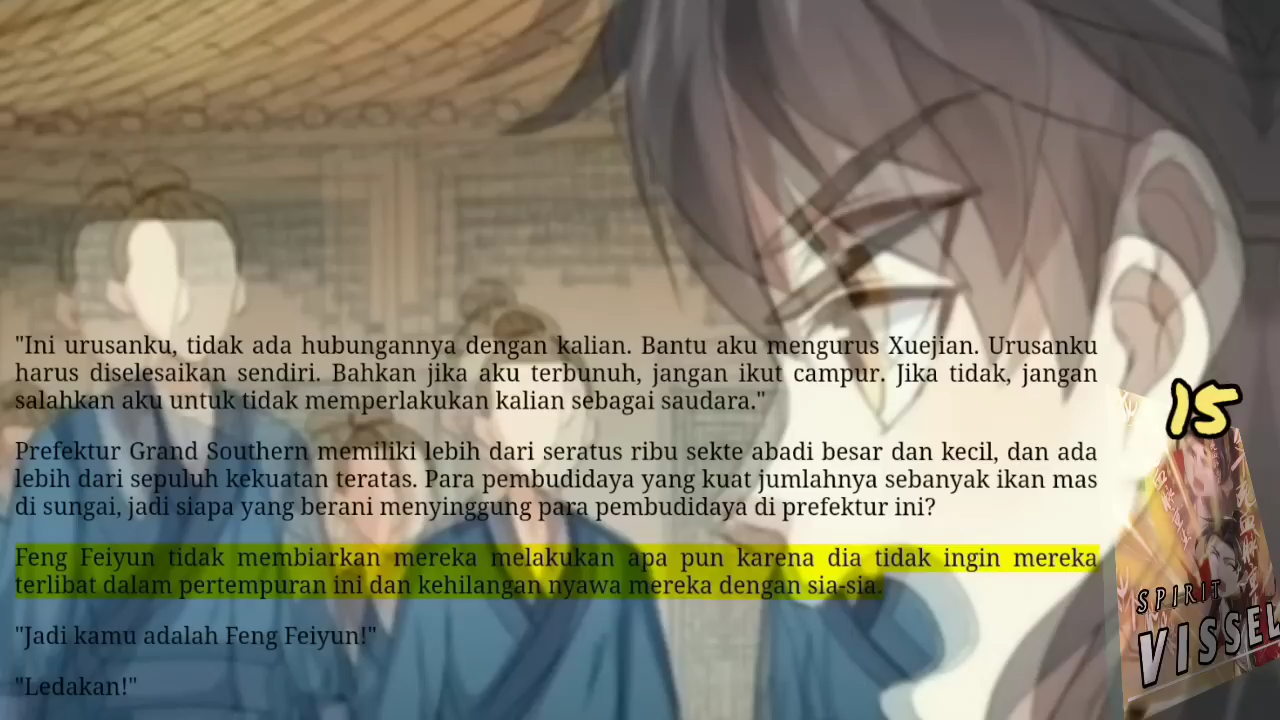 "Ini urusanku, tidak ada hubungannya dengan kalian. Bantu aku mengurus Xuejian. Urusanku
harus diselesaikan sendiri. Bahkan jika aku terbunuh, jangan ikut campur. Jika tidak, jangan
salahkan aku untuk tidak memperlakukan kalian sebagai saudara."
Prefektur Grand Southern memiliki lebih dari seratus ribu sekte abadi besar dan kecil, dan ada
lebih dari sepuluh kekuatan teratas. Para pembudidaya yang kuat jumlahnya sebanyak ikan mas
di sungai, jadi siapa yang berani menyinggung para pembudidaya di prefektur ini?
Feng Feiyun tidak membiarkan mereka melakukan apa pun karena dia tidak ingin mereka
terlibat dalam pertempuran ini dan kehilangan nyawa mereka dengan sia-sia.
"Jadi kamu adalah Feng Feiyun!"
"Ledakan!"
15
SPIRIT
VISSEL